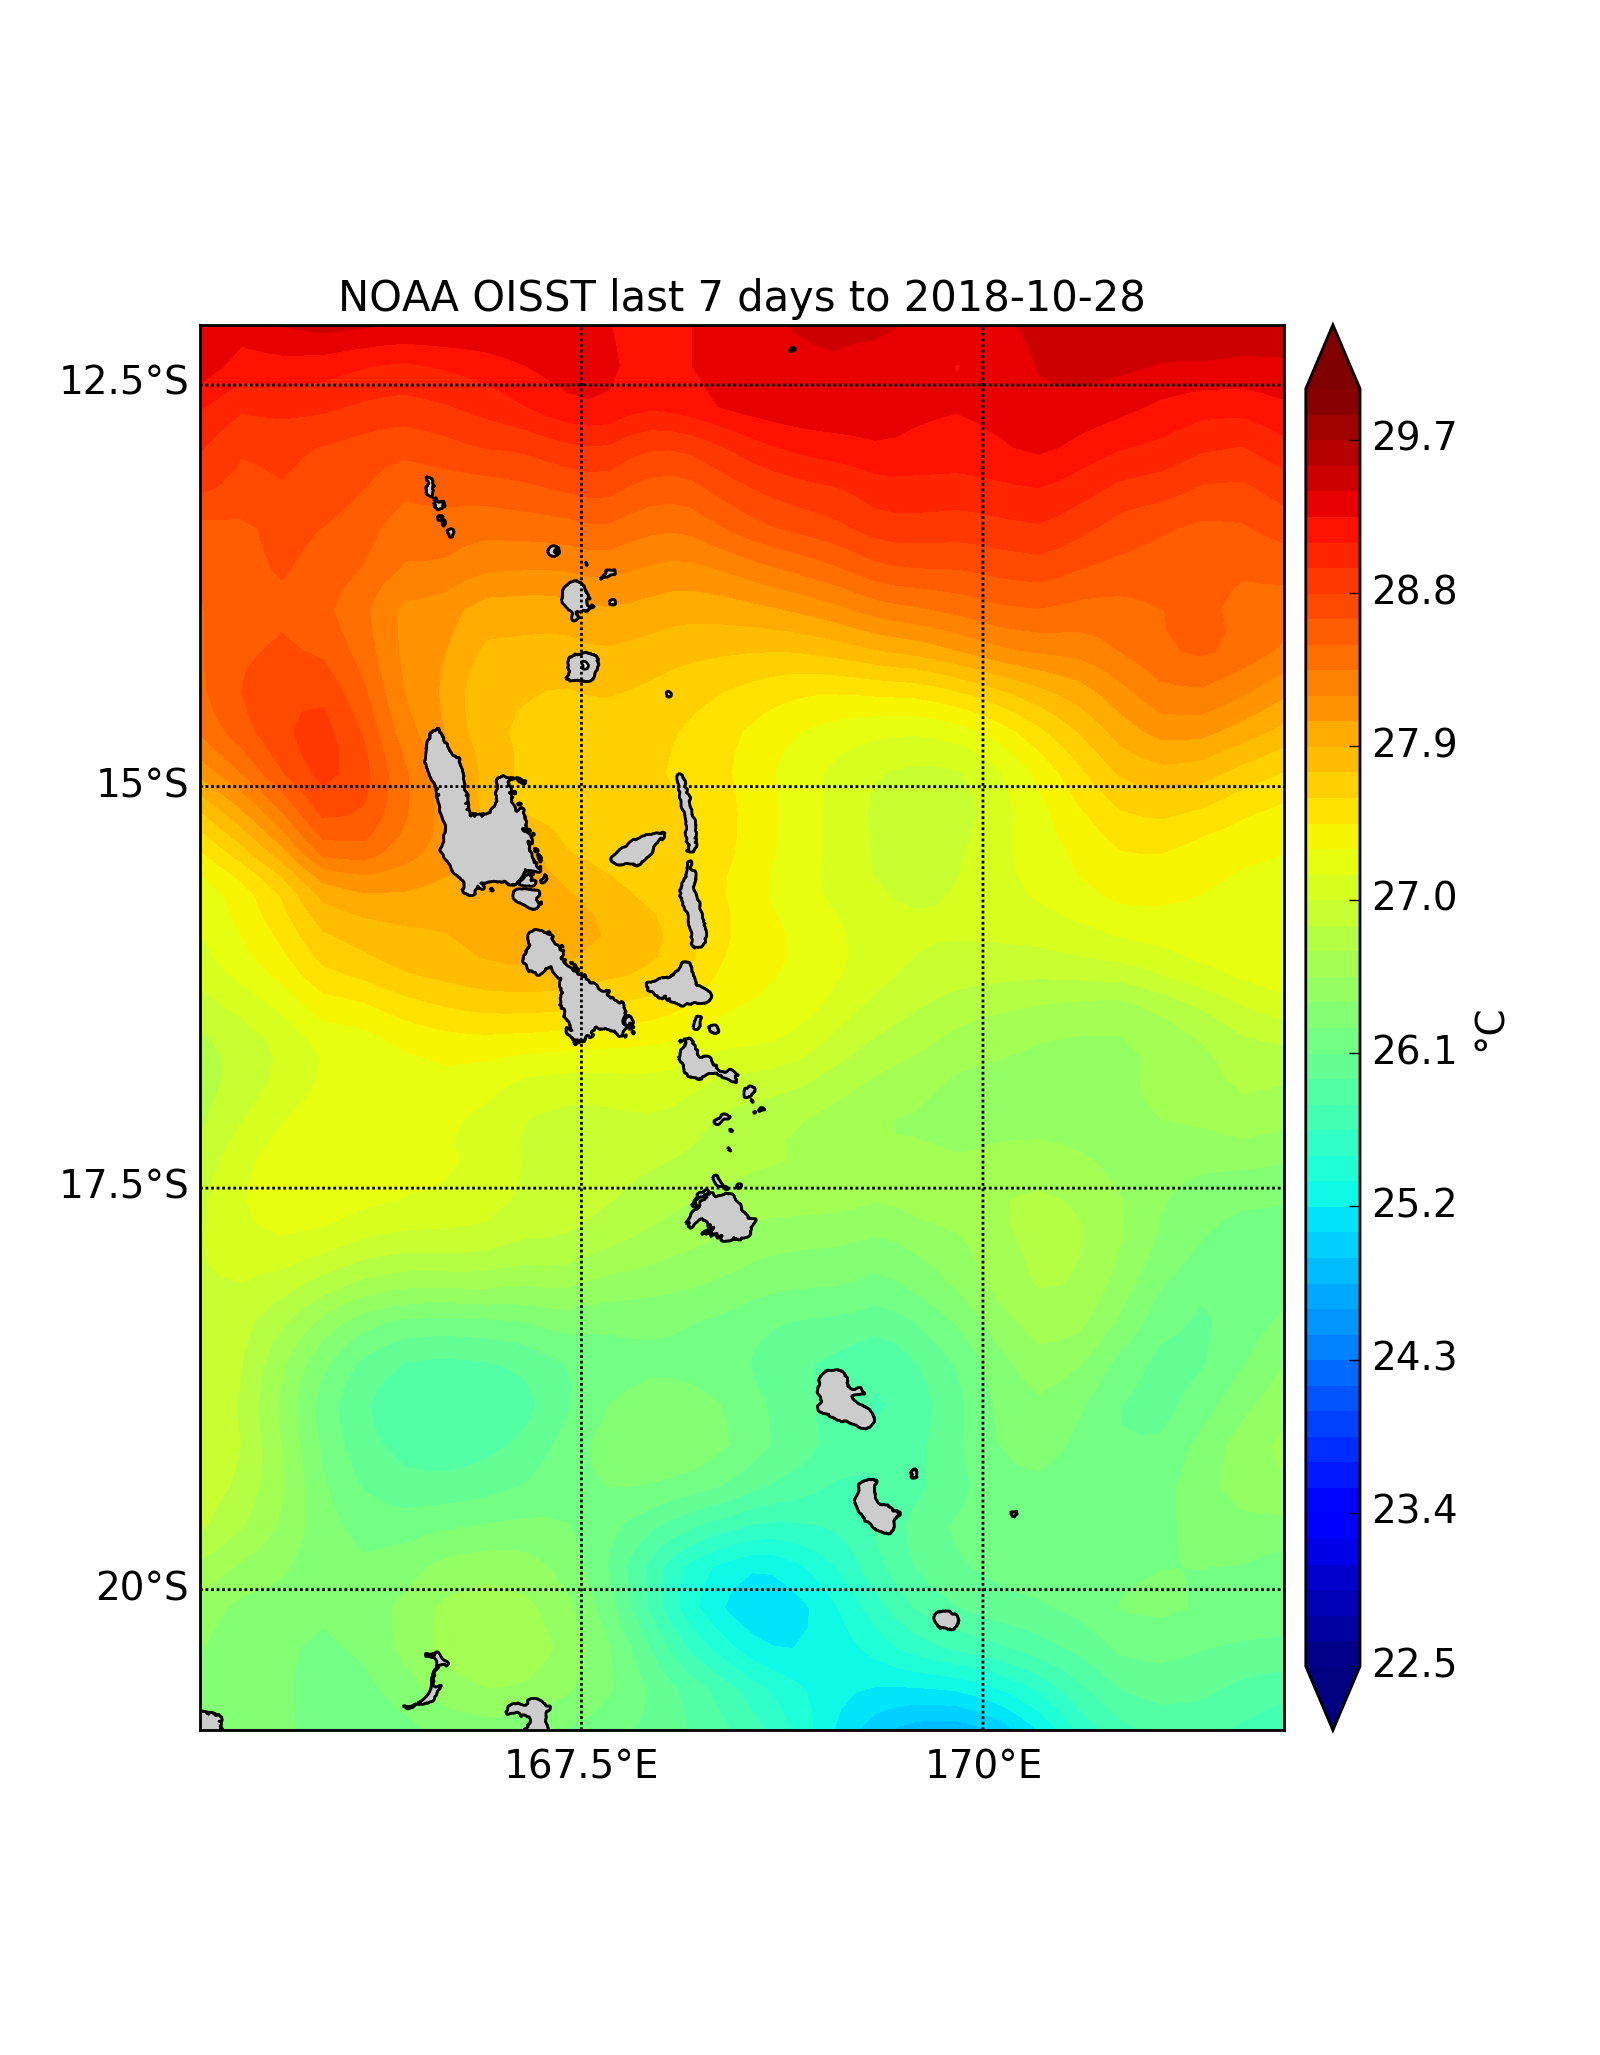 NOAA OISST last 7 days to 2018-10-28
12.5°S
15°S
17.5°S
20°S
167.5°E
170°E
29.7
28.8
27.9
27.0
26.1
25.2
24.3
23.4
22.5
°C